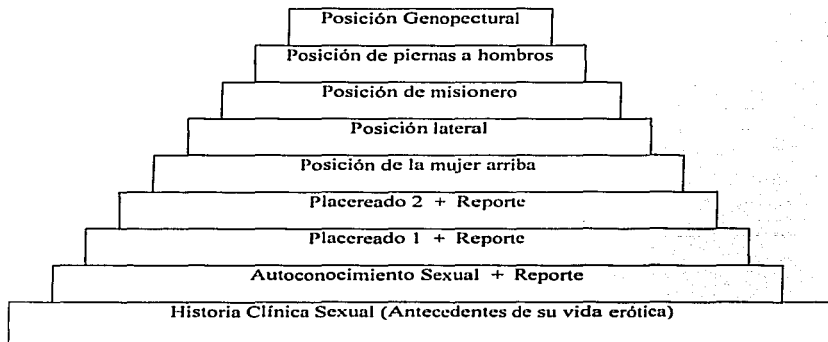 Posición Genopectural
Posición de piernas a hombros
Posición de misionero
Posición lateral
Posición de la mujer arriba
Placereado 2 + Reporte
Placereado 1 + Reporte
Autoconocimiento Sexual + Reporte
Historia Clínica Sexual (Antecedentes de su vida erótica)